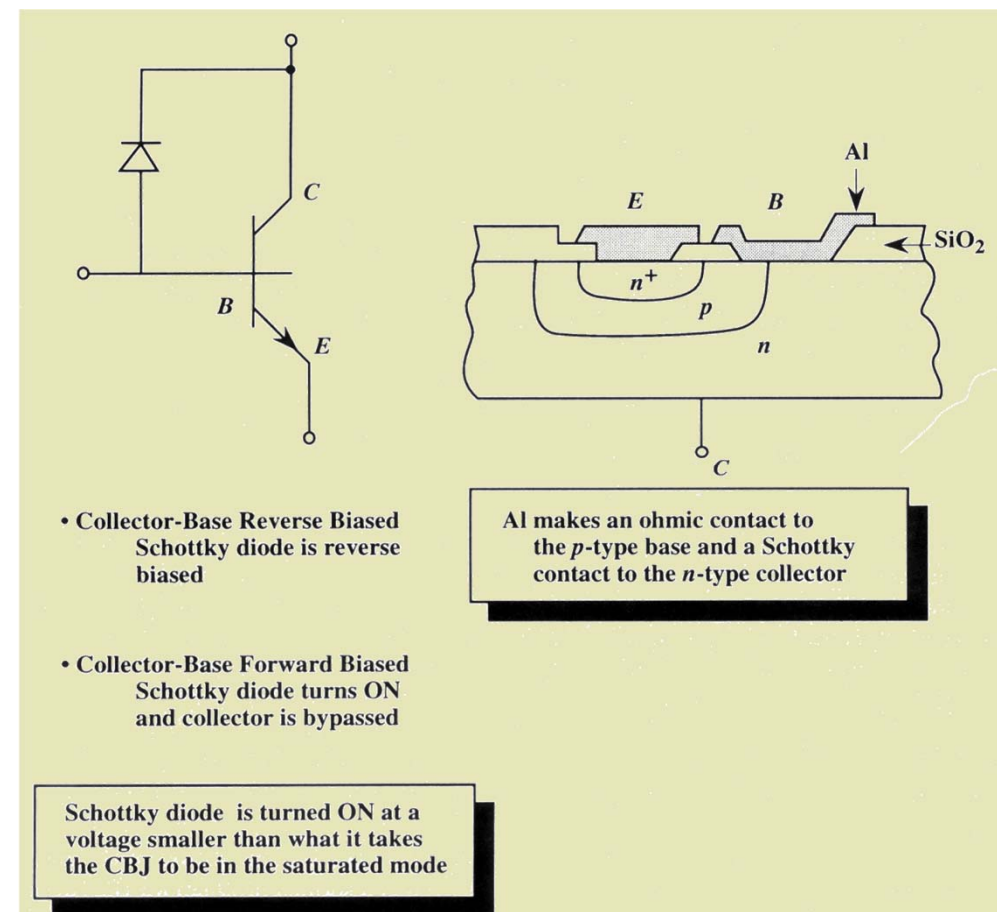 C
B
E
Al
E
B
SiO₂
n⁺
p
n
C
• Collector-Base Reverse Biased
Schottky diode is reverse
biased
• Collector-Base Forward Biased
Schottky diode turns ON
and collector is bypassed
Schottky diode is turned ON at a
voltage smaller than what it takes
the CBJ to be in the saturated mode
Al makes an ohmic contact to
the p-type base and a Schottky
contact to the n-type collector